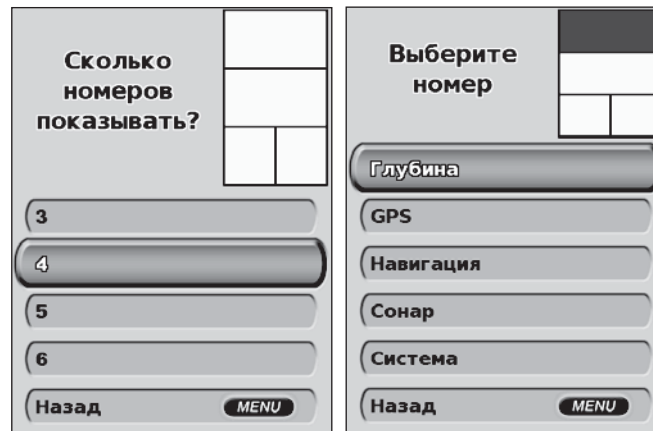 Сколько
номеров
показывать?
3
4
5
6
Назад MENU
Выберите
номер
Глубина
GPS
Навигация
Сонар
Система
Назад MENU